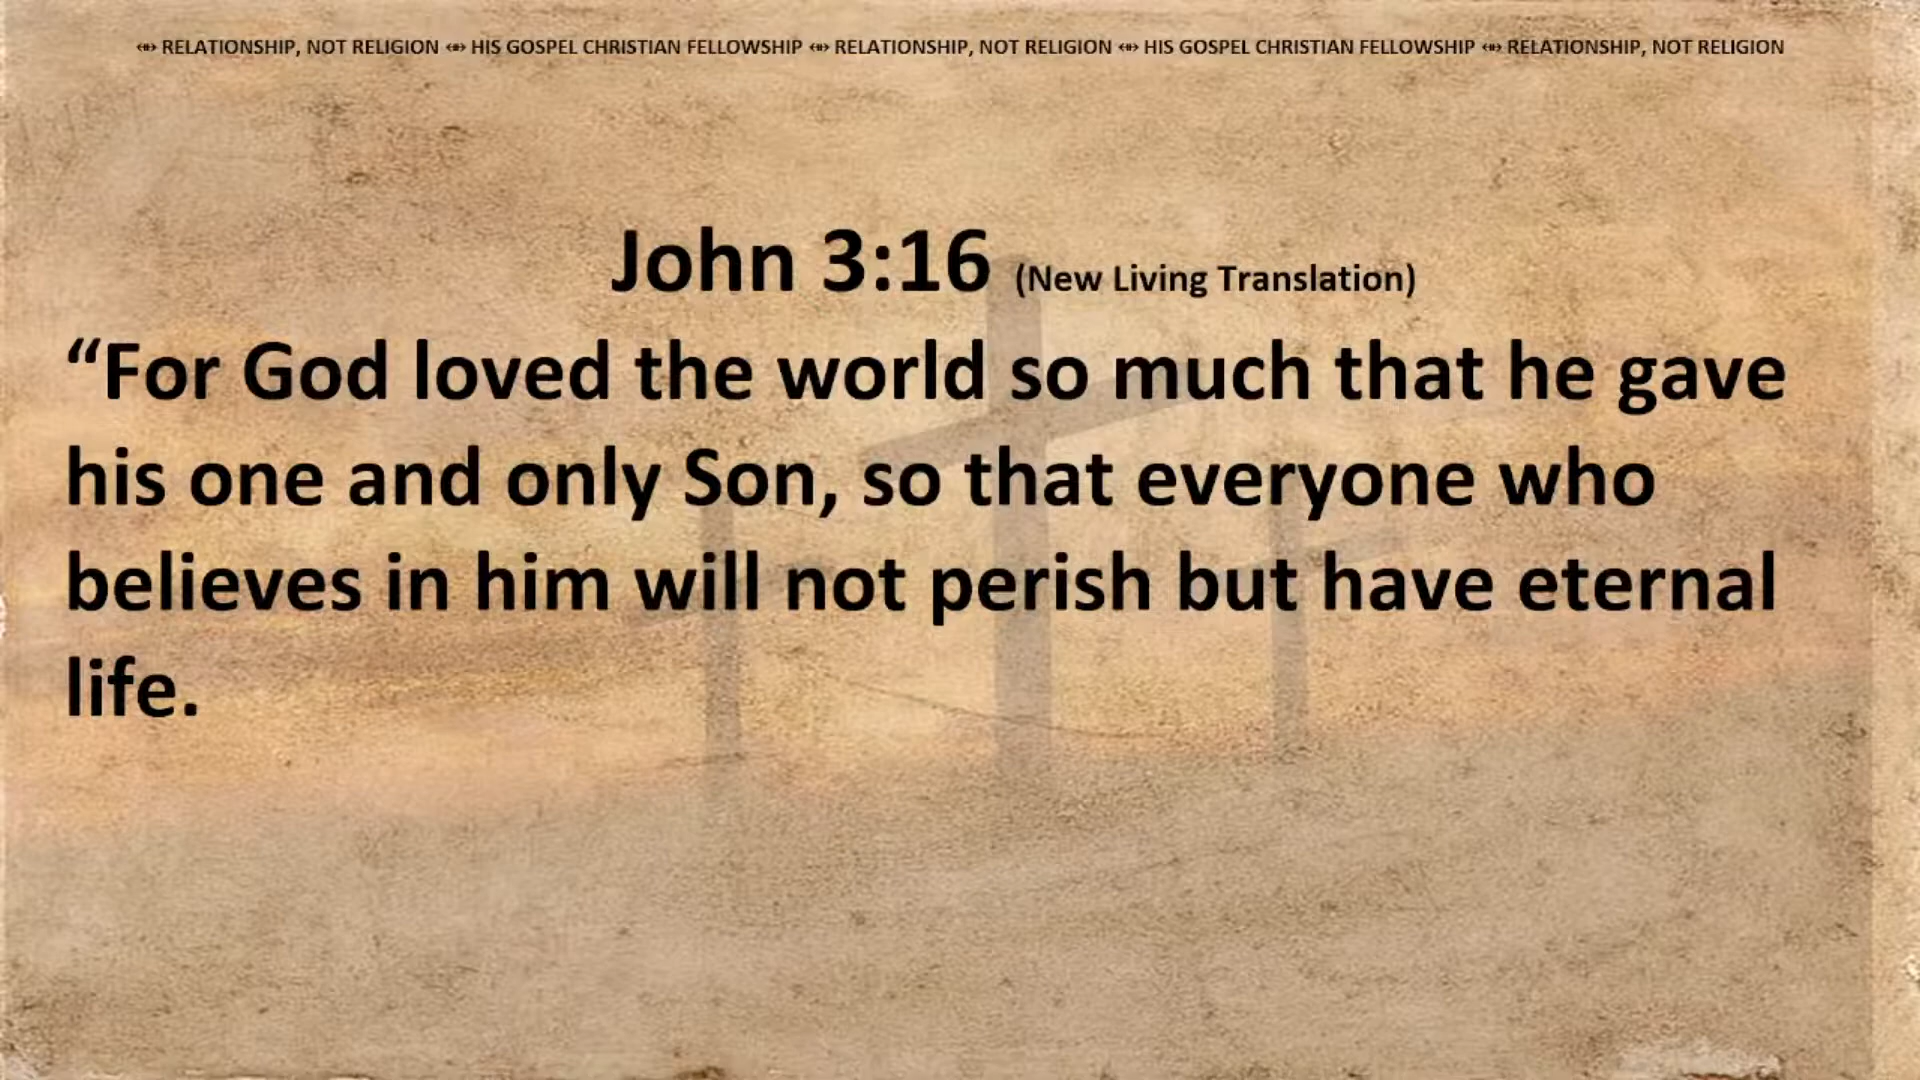 ⇼ RELATIONSHIP, NOT RELIGION ⇼ HIS GOSPEL CHRISTIAN FELLOWSHIP ⇼ RELATIONSHIP, NOT RELIGION ⇼ HIS GOSPEL CHRISTIAN FELLOWSHIP ⇼ RELATIONSHIP, NOT RELIGION
John 3:16 (New Living Translation)
“For God loved the world so much that he gave
his one and only Son, so that everyone who
believes in him will not perish but have eternal
life.